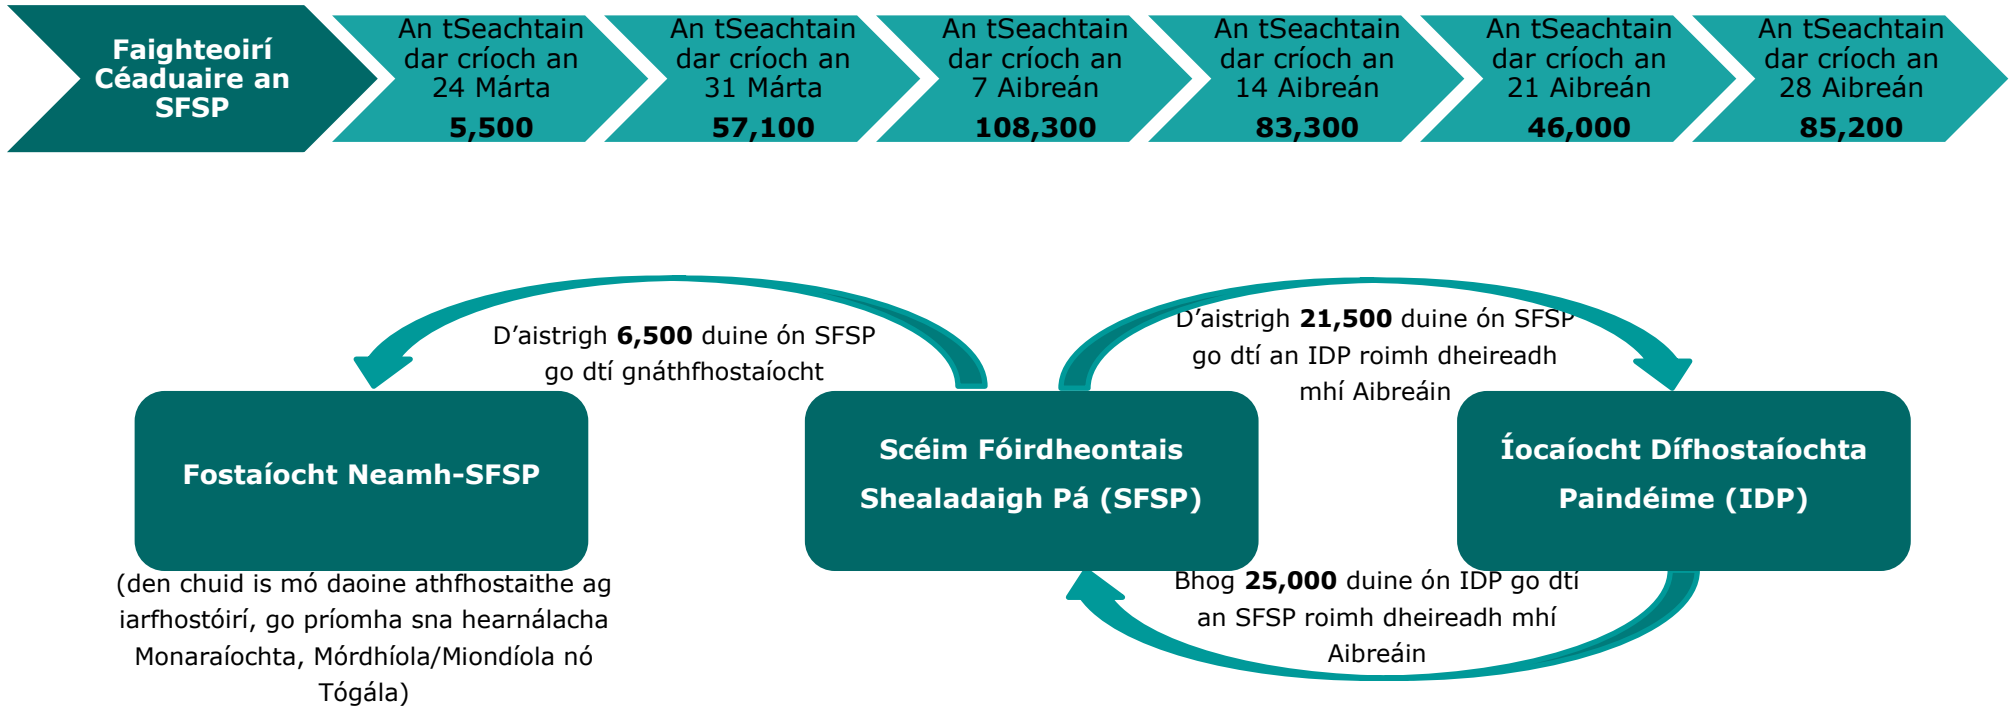 Faighteoirí
Céaduaire an
SFSP
An tSeachtain
dar críoch an
24 Márta
5,500
An tSeachtain
dar críoch an
31 Márta
57,100
An tSeachtain
dar críoch an
7 Aibreán
108,300
An tSeachtain
dar críoch an
14 Aibreán
83,300
An tSeachtain
dar críoch an
21 Aibreán
46,000
An tSeachtain
dar críoch an
28 Aibreán
85,200
D’aistrigh 6,500 duine ón SFSP
go dtí gnáthfhostaíocht
D’aistrigh 21,500 duine ón SFSP
go dtí an IDP roimh dheireadh
mhí Aibreáin
Fostaíocht Neamh-SFSP
Scéim Fóirdheontais
Shealadaigh Pá (SFSP)
Íocaíocht Dífhostaíochta
Paindéime (IDP)
(den chuid is mó daoine athfhostaithe ag
iarfhostóirí, go príomha sna hearnálacha
Monaraíochta, Mórdhíola/Miondíola nó
Tógála)
Bhog 25,000 duine ón IDP go dtí
an SFSP roimh dheireadh mhí
Aibreáin